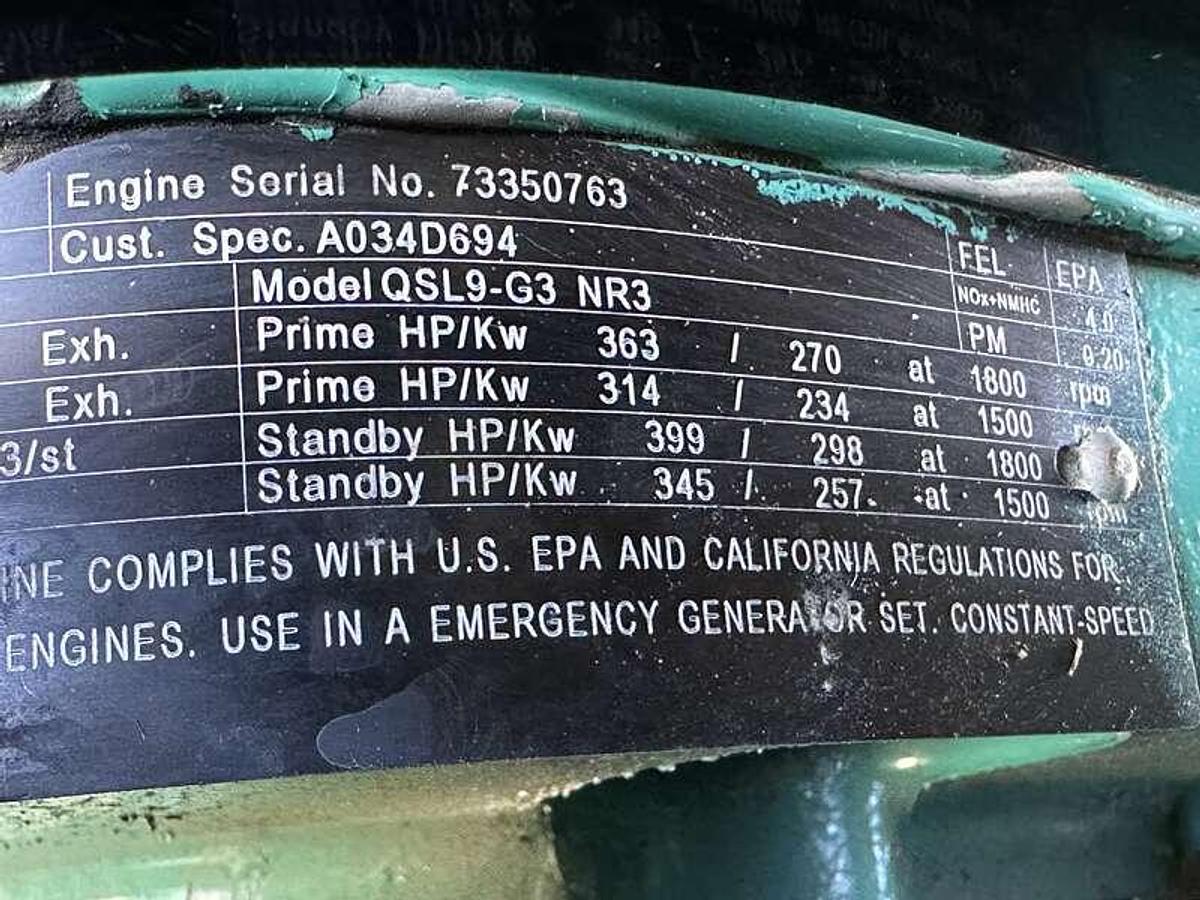 Engine Serial No. 73350763
Cust. Spec. A034D694
FEL EPA
Model QSL9-G3 NR3
NOx+NMHC 4.0
PM 0.20
Exh. Prime HP/Kw 363 / 270 at 1800 rpm
Exh. Prime HP/Kw 314 / 234 at 1500
3/st Standby HP/Kw 399 / 298 at 1800
Standby HP/Kw 345 / 257 at 1500 rpm
INE COMPLIES WITH U.S. EPA AND CALIFORNIA REGULATIONS FOR
ENGINES. USE IN A EMERGENCY GENERATOR SET. CONSTANT-SPEED